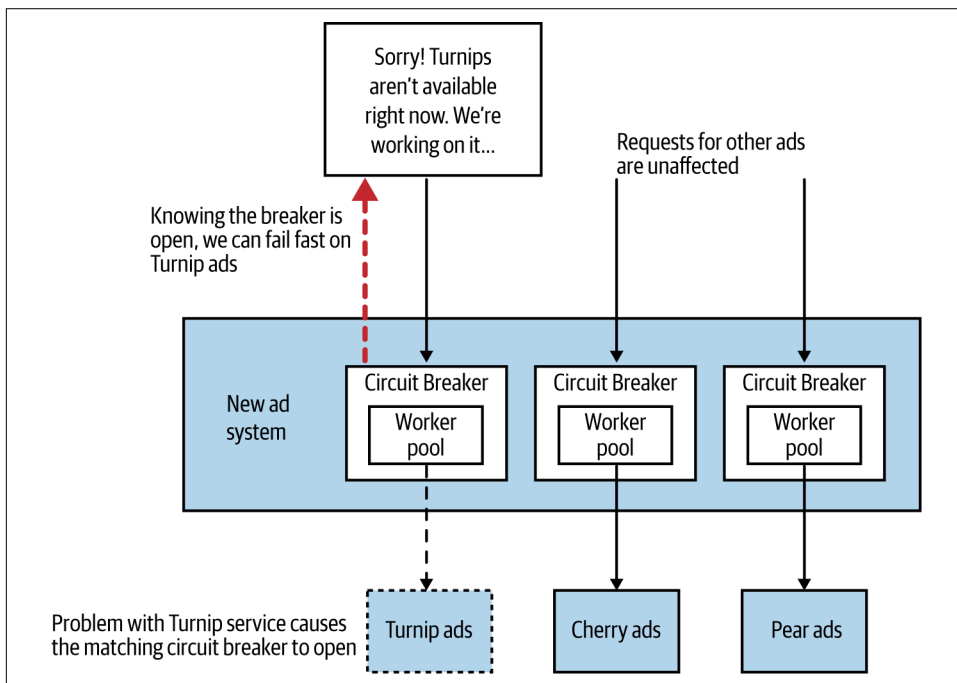 Sorry! Turnips
aren't available
right now. We're
working on it...
Requests for other ads
are unaffected
Knowing the breaker is
open, we can fail fast on
Turnip ads
New ad
system
Circuit Breaker
Worker
pool
Circuit Breaker
Worker
pool
Circuit Breaker
Worker
pool
Problem with Turnip service causes
the matching circuit breaker to open
Turnip ads
Cherry ads
Pear ads